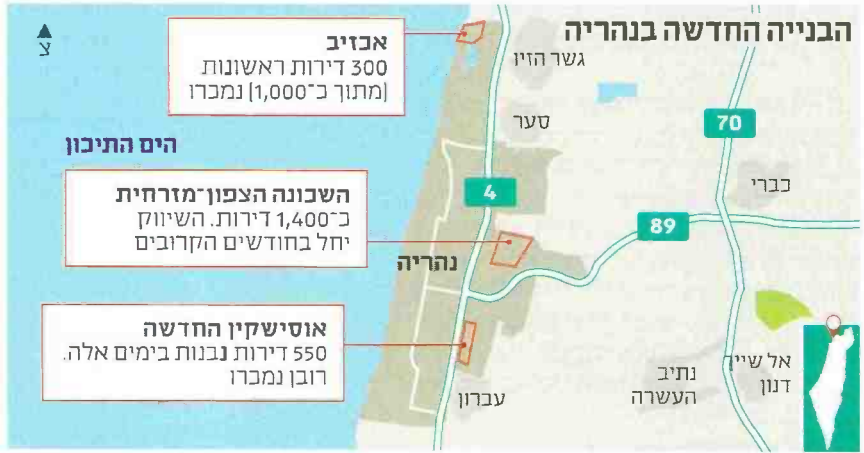 הבנייה החדשה בנהריה
צ
אכזיב
300 דירות ראשונות
(מתוך כ־1,000) נמכרו
גשר הזיו
סער
הים התיכון
70
כברי
4
השכונה הצפון־מזרחית
כ־1,400 דירות. השיווק
יחל בחודשים הקרובים
89
נהריה
אוסישקין החדשה
550 דירות נבנות בימים אלה.
רובן נמכרו
עברון
נתיב
העשרה
אל שייך
דנון